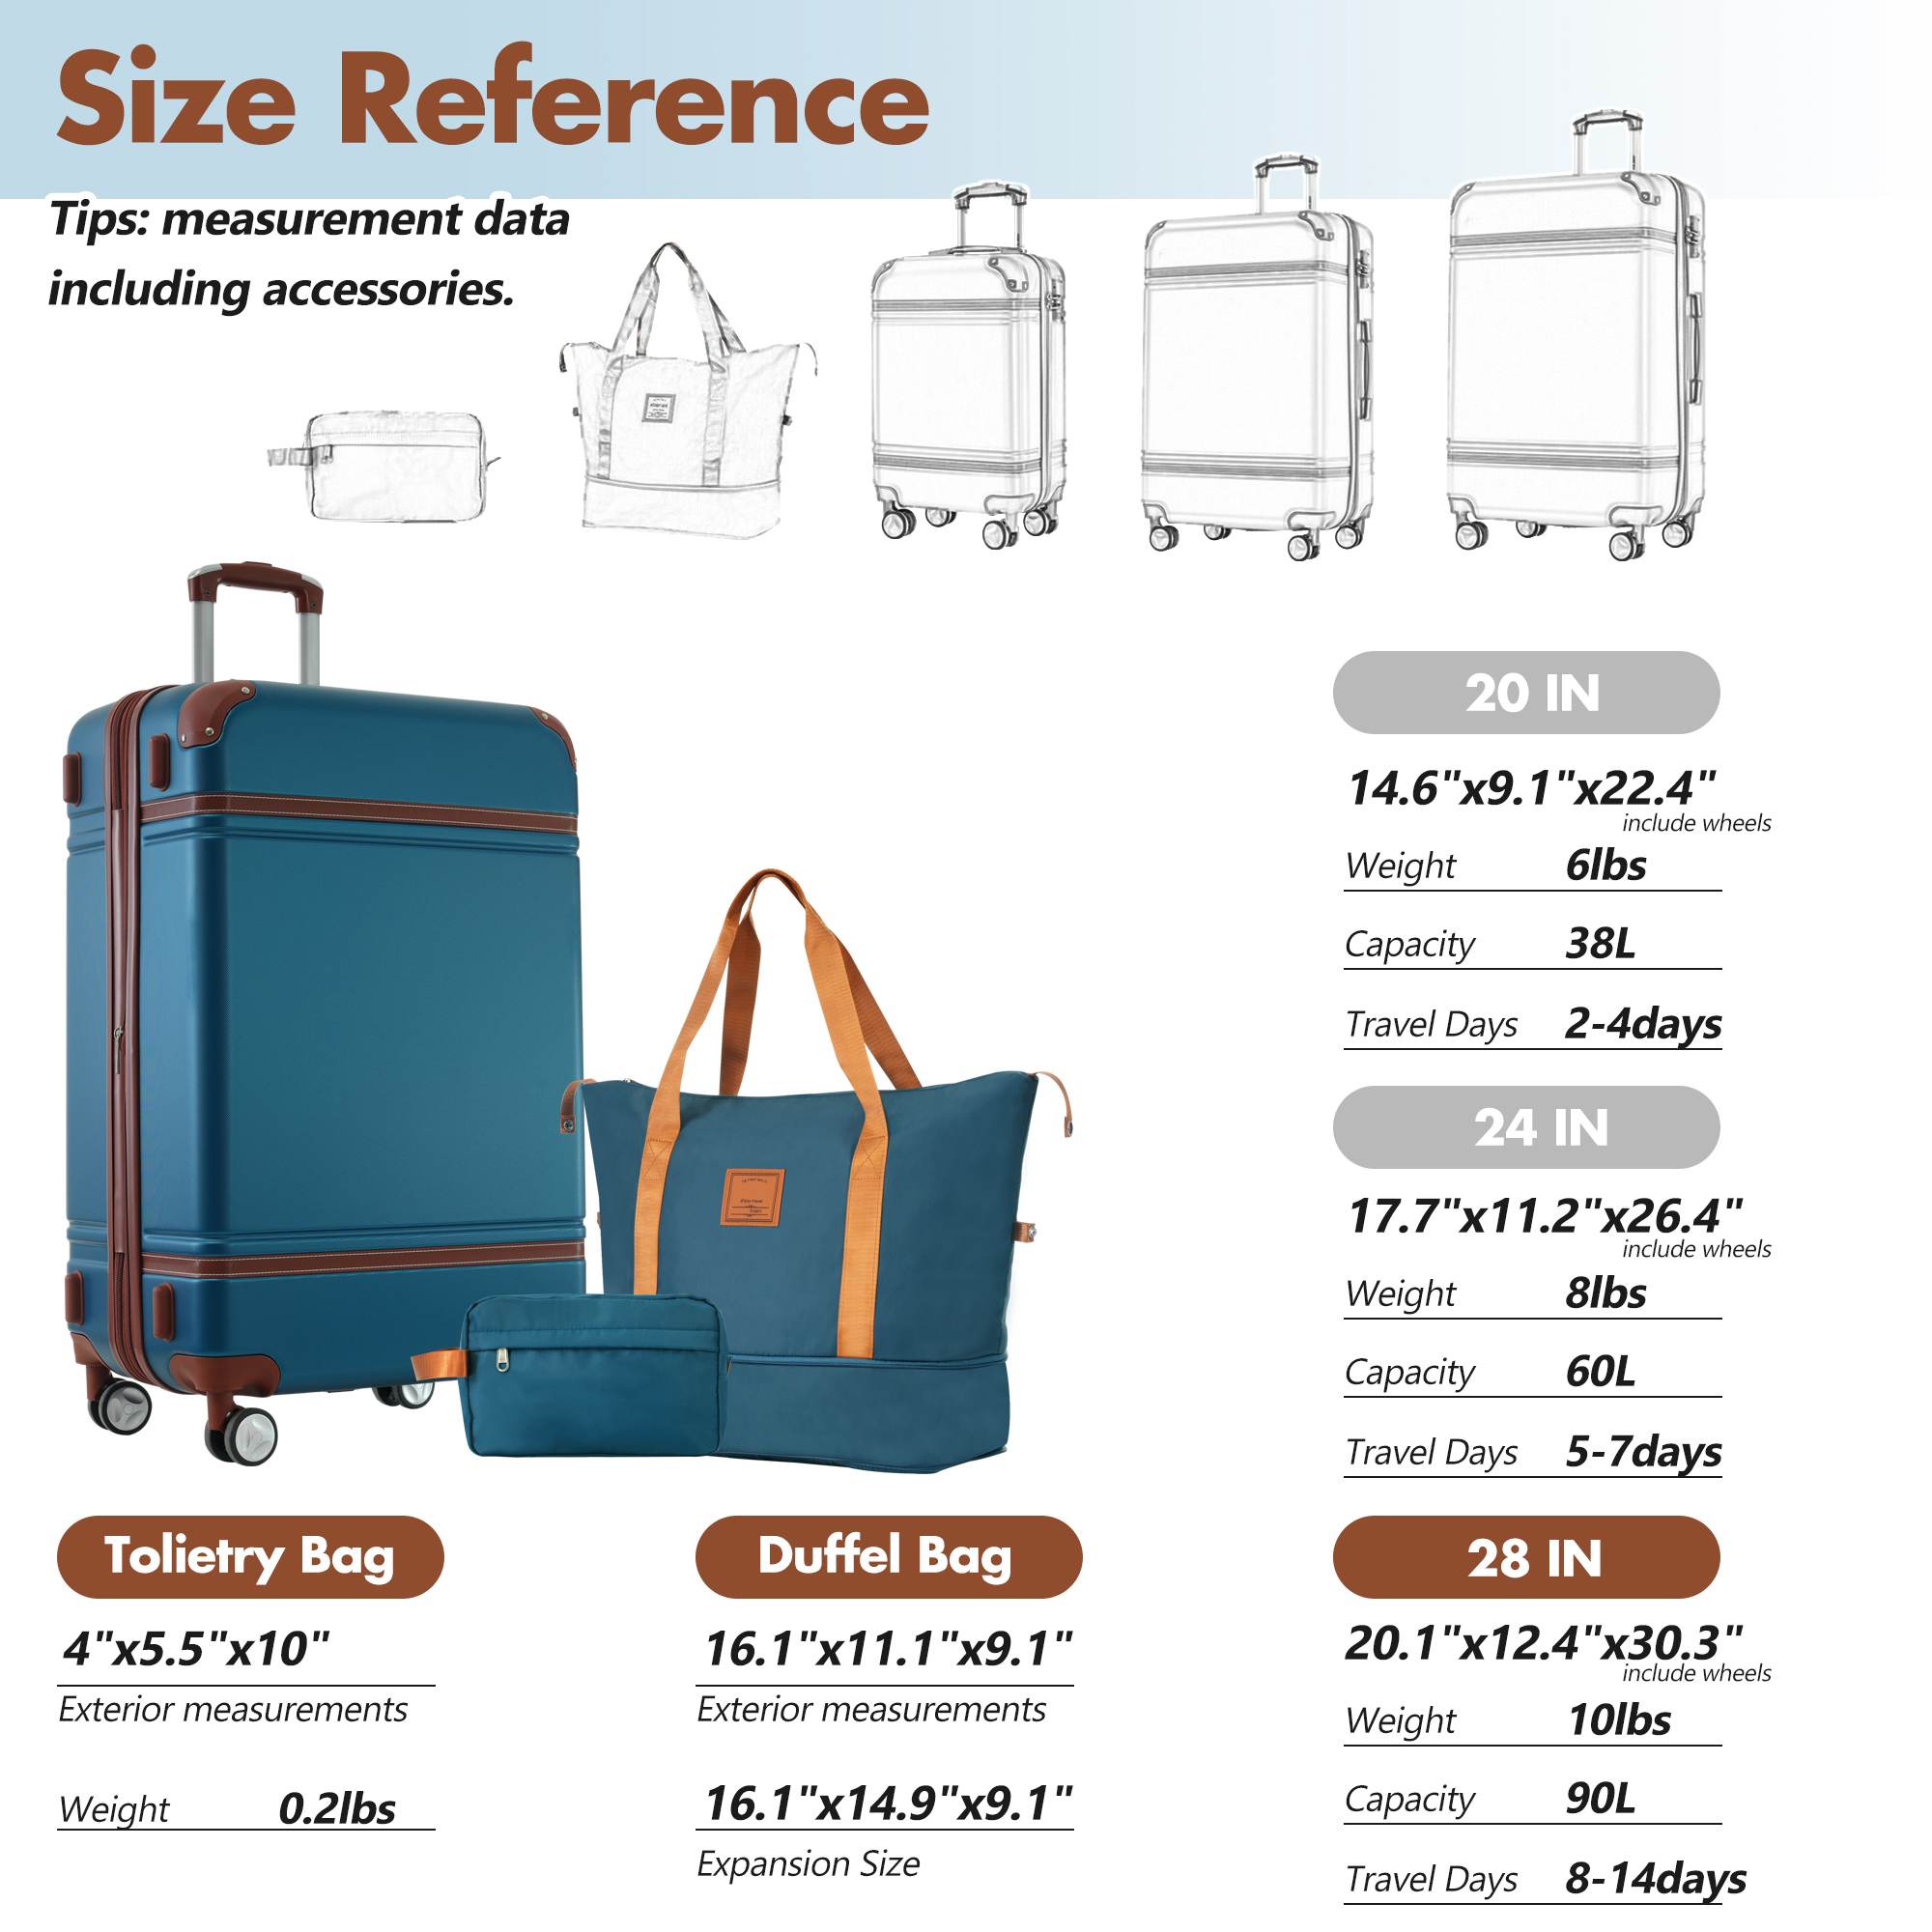 Size Reference
Tips: measurement data
including accessories.
20 IN
14.6"x9.1"x22.4"
include wheels
Weight 6lbs
Capacity 38L
Travel Days 2-4days
24 IN
17.7"x11.2"x26.4"
include wheels
Weight 8lbs
Capacity 60L
Travel Days 5-7days
Tolietry Bag
4"x5.5"x10"
Exterior measurements
Weight 0.2lbs
Duffel Bag
16.1"x11.1"x9.1"
Exterior measurements
16.1"x14.9"x9.1"
Expansion Size
28 IN
20.1"x12.4"x30.3"
include wheels
Weight 10lbs
Capacity 90L
Travel Days 8-14days